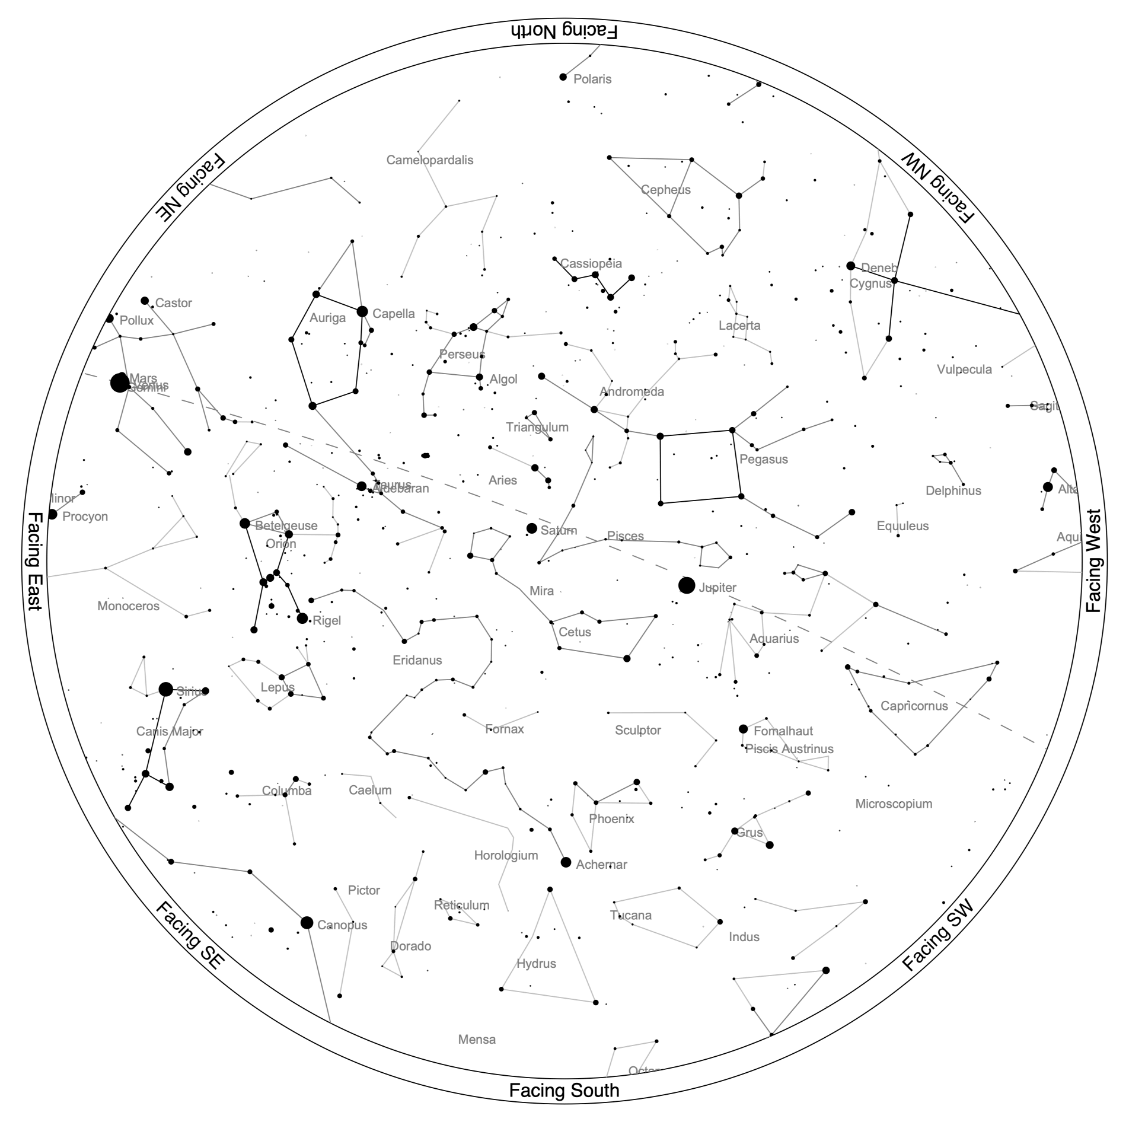 Facing North
Polaris
Camelopardalis
Facing NE
Facing NW
Cepheus
Cassiopeia
Deneb
Cygnus
Castor
Pollux
Auriga
Capella
Lacerta
Perseus
Vulpecula
Mars
Algol
Andromeda
Sagit
Triangulum
Pegasus
Aries
Taurus
Aldebaran
Delphinus
Alta
Minor
Procyon
Betelgeuse
Orion
Saturn
Pisces
Equuleus
Aqu
Facing East
Facing West
Mira
Jupiter
Monoceros
Rigel
Cetus
Aquarius
Eridanus
Sirius
Lepus
Capricornus
Canis Major
Fornax
Sculptor
Fomalhaut
Piscis Austrinus
Columba
Caelum
Microscopium
Phoenix
Grus
Horologium
Achernar
Pictor
Reticulum
Tucana
Canopus
Indus
Facing SE
Facing SW
Dorado
Hydrus
Mensa
Octa
Facing South